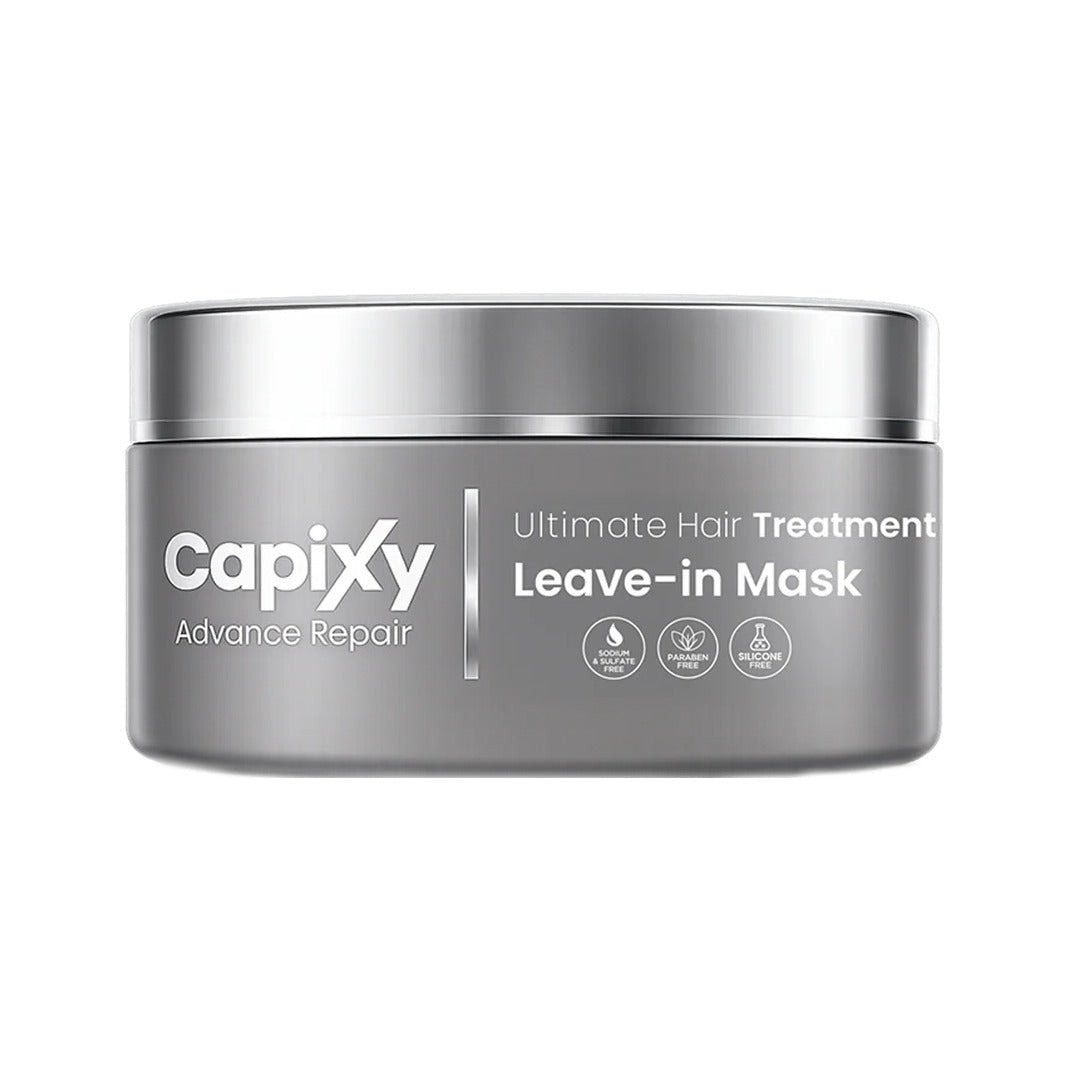 Capixy
Advance Repair
Ultimate Hair Treatment
Leave-in Mask
SODIUM
& SULFATE
FREE
PARABEN
FREE
SILICONE
FREE